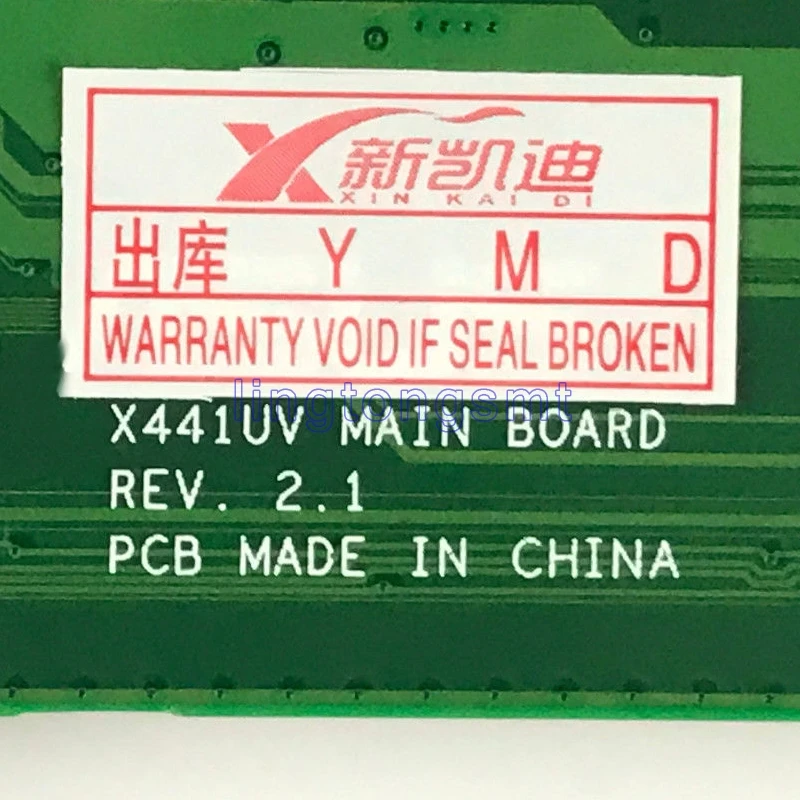 新凯迪
XIN KAI DI
出库 Y M D
WARRANTY VOID IF SEAL BROKEN
lingtongsmt
X441UV MAIN BOARD
REV. 2.1
PCB MADE IN CHINA